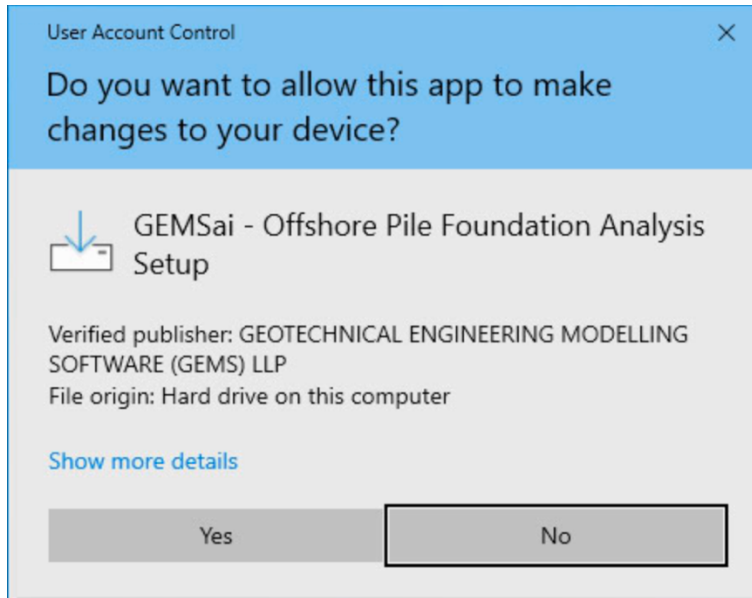 User Account Control
Do you want to allow this app to make
changes to your device?
GEMSai - Offshore Pile Foundation Analysis
Setup
Verified publisher: GEOTECHNICAL ENGINEERING MODELLING
SOFTWARE (GEMS) LLP
File origin: Hard drive on this computer
Show more details
Yes
No